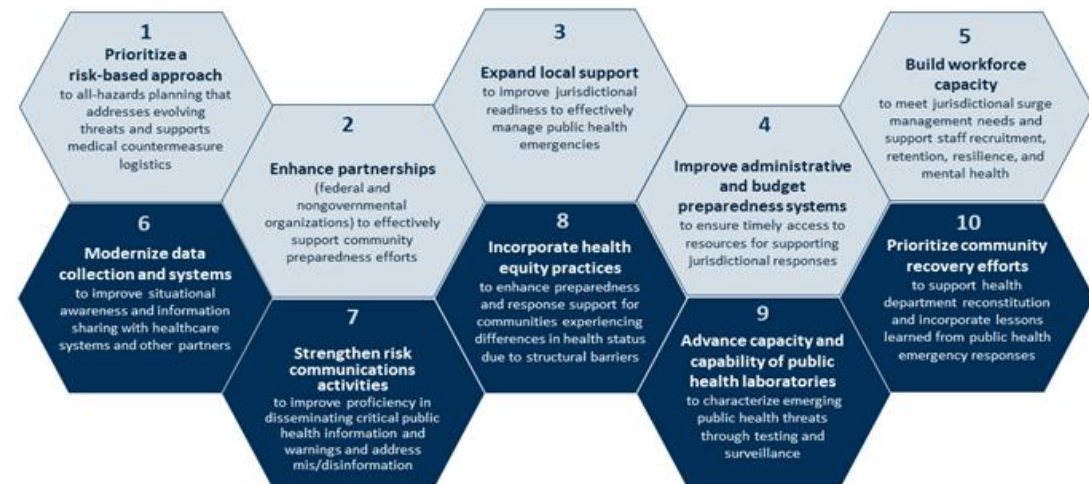 1
Prioritize a
risk-based approach
to all-hazards planning that
addresses evolving
threats and supports
medical countermeasure
logistics
2
Enhance partnerships
(federal and
nongovernmental
organizations) to effectively
support community
preparedness efforts
3
Expand local support
to improve jurisdictional
readiness to effectively
manage public health
emergencies
4
Improve administrative
and budget
preparedness systems
to ensure timely access to
resources for supporting
jurisdictional responses
5
Build workforce
capacity
to meet jurisdictional surge
management needs and
support staff recruitment,
retention, resilience, and
mental health
6
Modernize data
collection and systems
to improve situational
awareness and information
sharing with healthcare
systems and other partners
7
Strengthen risk
communications
activities
to improve proficiency in
disseminating critical public
health information and
warnings and address
mis/disinformation
8
Incorporate health
equity practices
to enhance preparedness
and response support for
communities experiencing
differences in health status
due to structural barriers
9
Advance capacity and
capability of public
health laboratories
to characterize emerging
public health threats
through testing and
surveillance
10
Prioritize community
recovery efforts
to support health
department reconstitution
and incorporate lessons
learned from public health
emergency responses